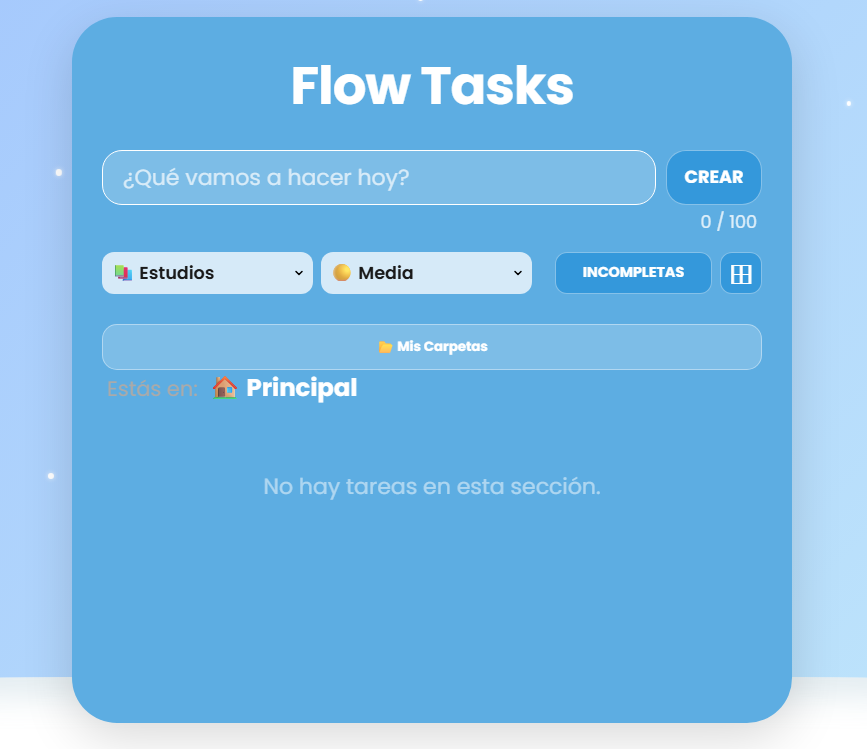 Flow Tasks
¿Qué vamos a hacer hoy? CREAR
0 / 100
Estudios Media INCOMPLETAS
Mis Carpetas
Estás en: Principal
No hay tareas en esta sección.